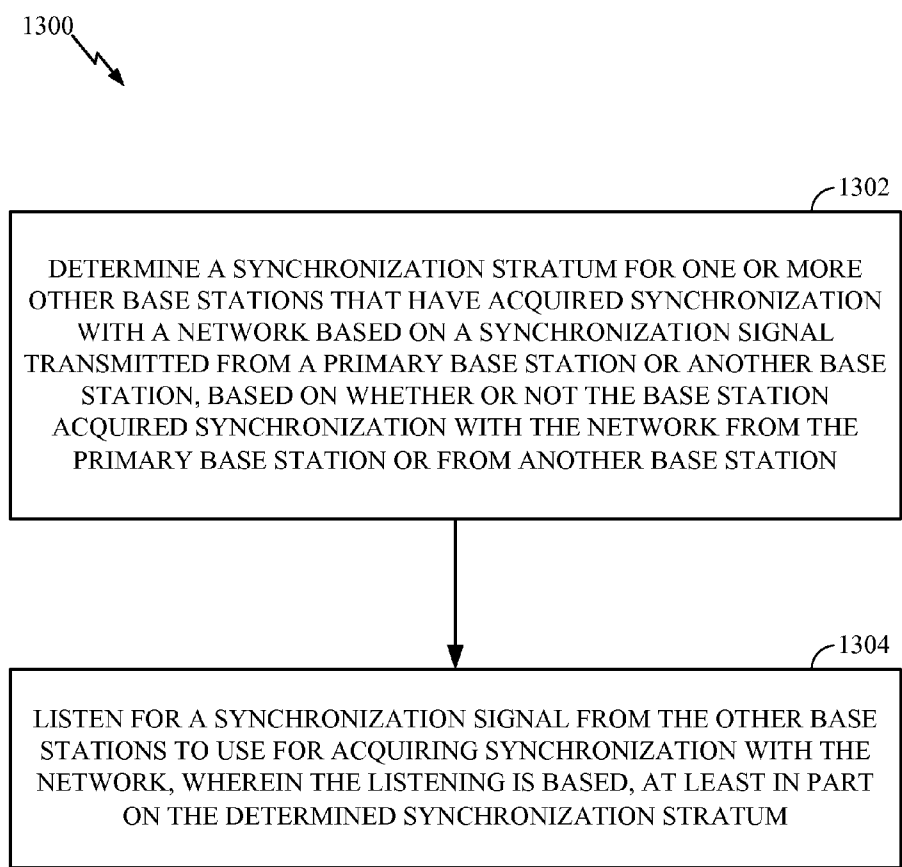 1300
1302
DETERMINE A SYNCHRONIZATION STRATUM FOR ONE OR MORE
OTHER BASE STATIONS THAT HAVE ACQUIRED SYNCHRONIZATION
WITH A NETWORK BASED ON A SYNCHRONIZATION SIGNAL
TRANSMITTED FROM A PRIMARY BASE STATION OR ANOTHER BASE
STATION, BASED ON WHETHER OR NOT THE BASE STATION
ACQUIRED SYNCHRONIZATION WITH THE NETWORK FROM THE
PRIMARY BASE STATION OR FROM ANOTHER BASE STATION
1304
LISTEN FOR A SYNCHRONIZATION SIGNAL FROM THE OTHER BASE
STATIONS TO USE FOR ACQUIRING SYNCHRONIZATION WITH THE
NETWORK, WHEREIN THE LISTENING IS BASED, AT LEAST IN PART
ON THE DETERMINED SYNCHRONIZATION STRATUM